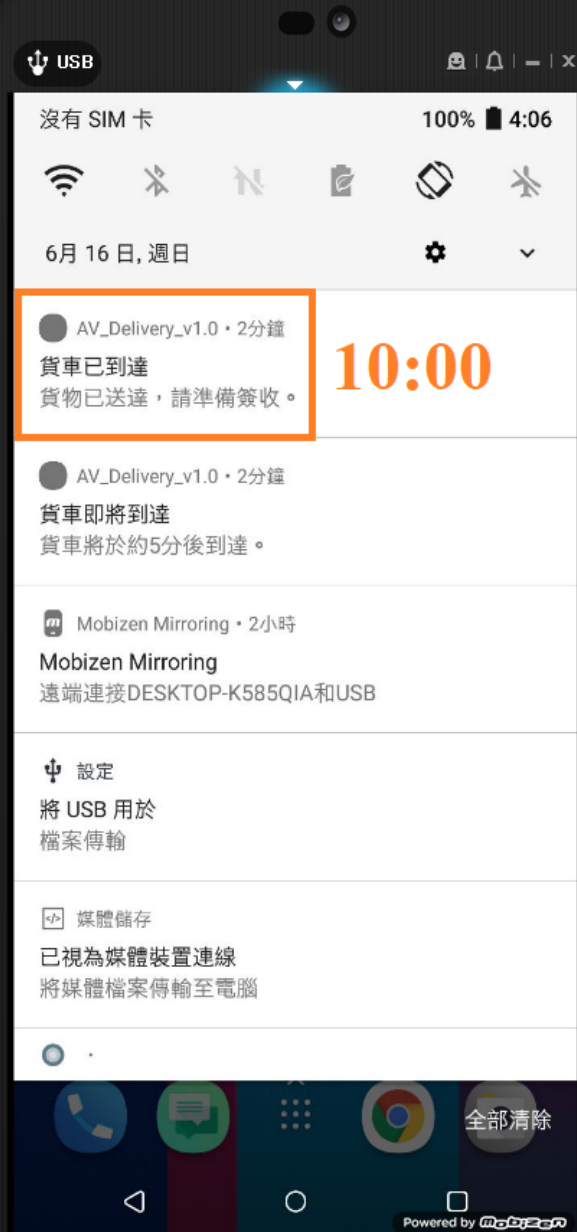 USB
沒有 SIM 卡
100% 4:06
6月 16 日, 週日
AV_Delivery_v1.0 • 2分鐘
貨車已到達
貨物已送達，請準備簽收。
10:00
AV_Delivery_v1.0 • 2分鐘
貨車即將到達
貨車將於約5分後到達。
Mobizen Mirroring • 2小時
Mobizen Mirroring
遠端連接DESKTOP-K585QIA和USB
設定
將 USB 用於
檔案傳輸
媒體儲存
已視為媒體裝置連線
將媒體檔案傳輸至電腦
全部清除
Powered by mobizen